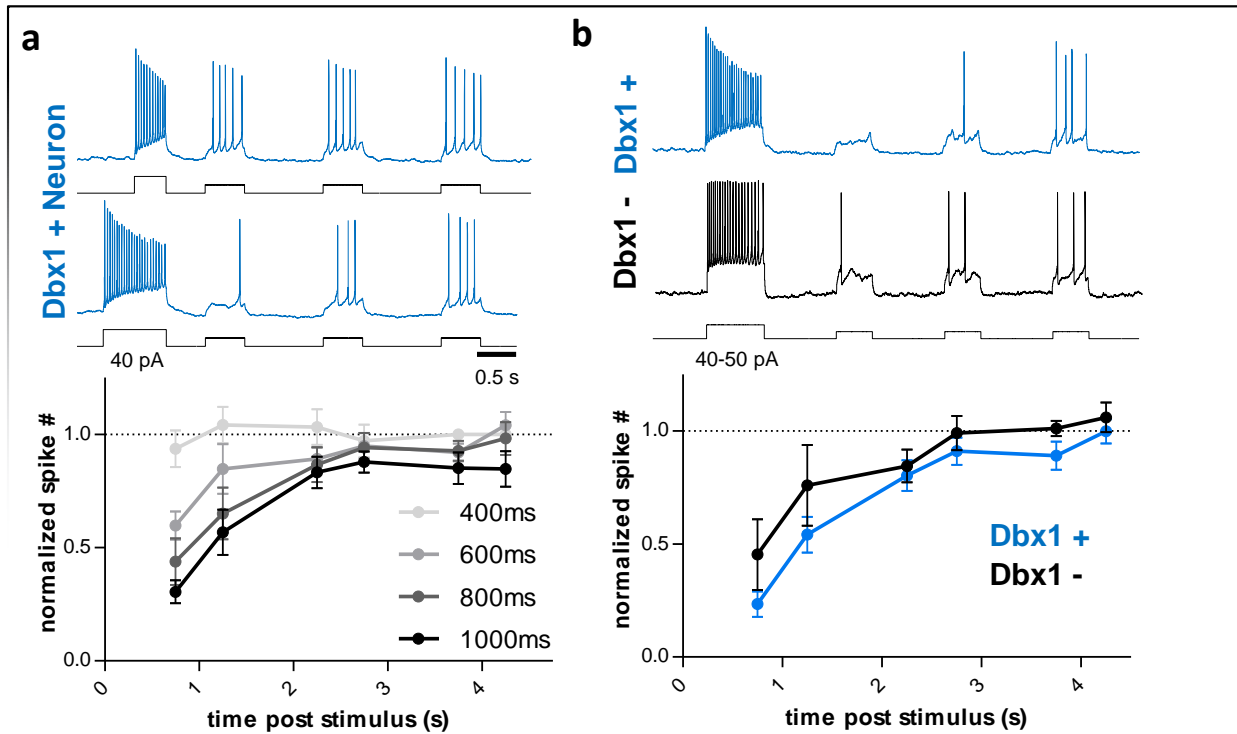 a
Dbx1 + Neuron
40 pA
0.5 s
normalized spike #
1.0
0.5
0.0
400ms
600ms
800ms
1000ms
0 1 2 3 4
time post stimulus (s)
b
Dbx1 - Dbx1 +
40-50 pA
normalized spike #
1.0
0.5
0.0
Dbx1 +
Dbx1 -
0 1 2 3 4
time post stimulus (s)